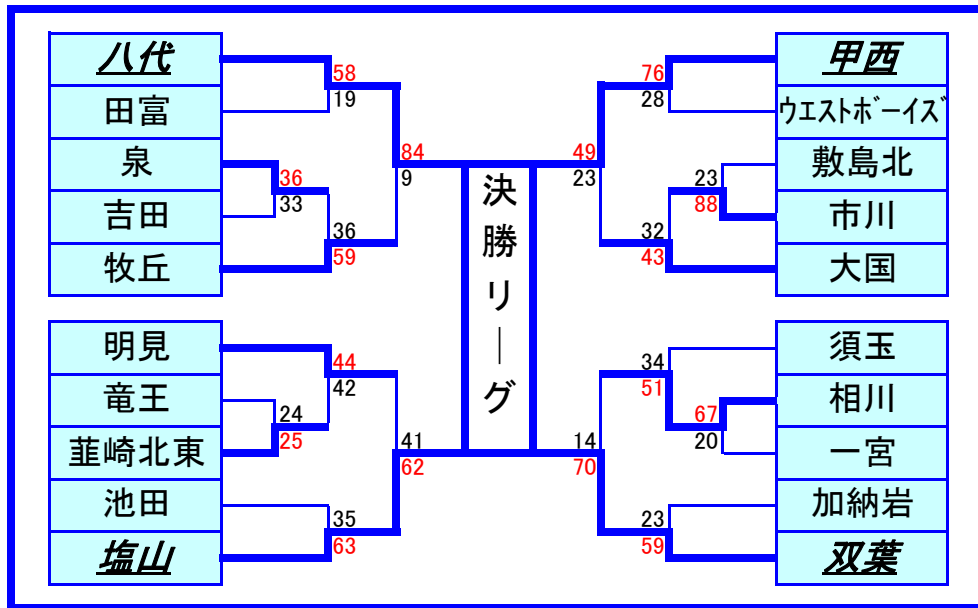 八代
58
19
田富
泉
36
33
吉田
36
59
牧丘
84
9
明見
44
42
竜王
24
25
韮崎北東
41
62
池田
35
63
塩山
決勝リーグ
甲西
76
28
ウエストボーイズ
49
23
敷島北
23
88
市川
32
43
大国
須玉
34
51
相川
67
20
一宮
14
70
加納岩
23
59
双葉